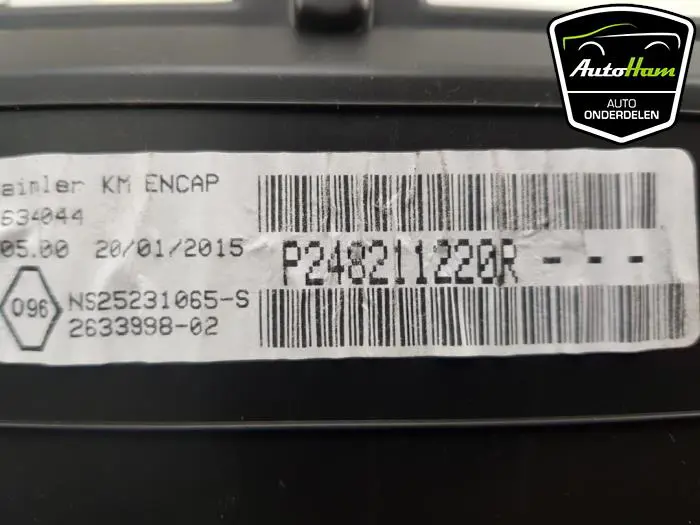 AutoHam
AUTO
ONDERDELEN
aimler KM ENCAP
634044
05.00 20/01/2015
P248211220R - - -
096
NS25231065-S
2633998-02